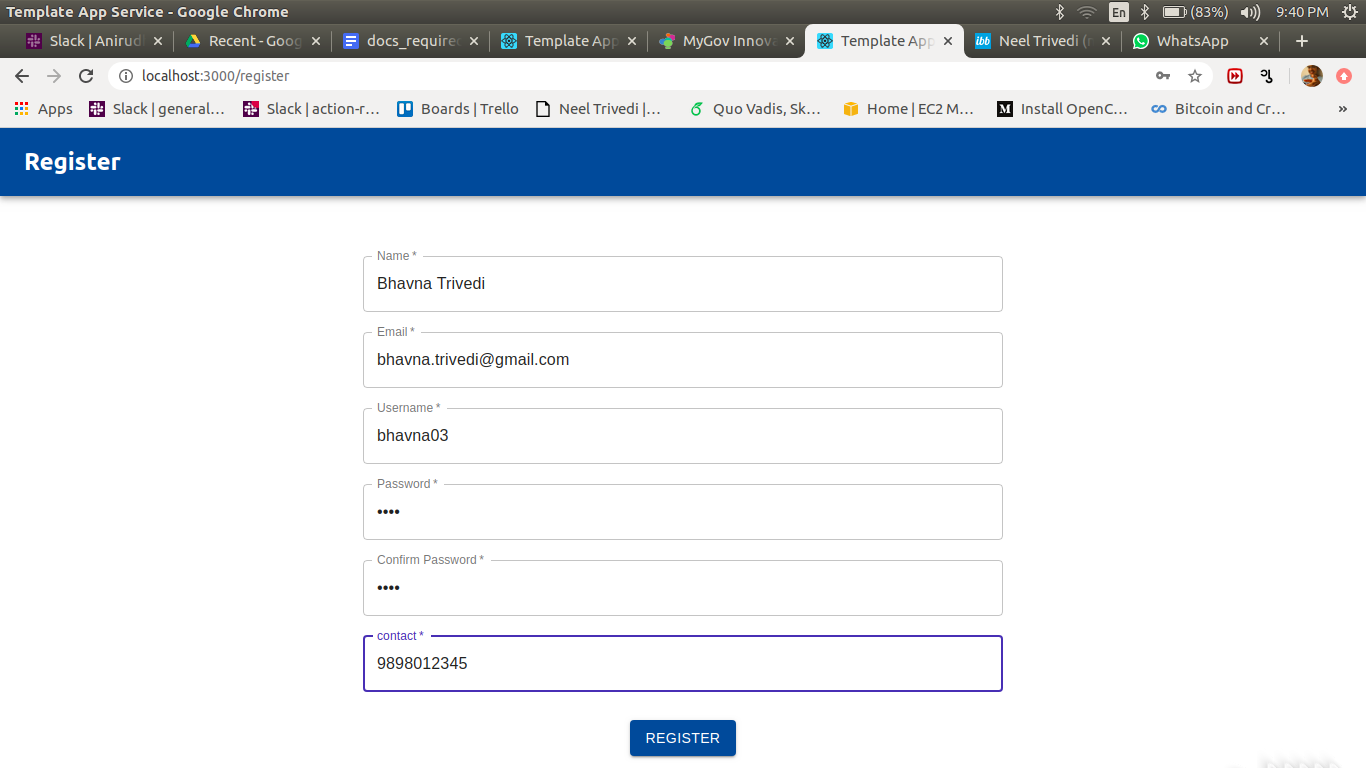 Template App Service - Google Chrome En (83%) 9:40 PM
Slack | Anirudh Recent - Goog docs_require Template App MyGov Innova Template App Neel Trivedi (n WhatsApp
localhost:3000/register
Apps Slack | general... Slack | action-r... Boards | Trello Neel Trivedi |... Quo Vadis, Sk... Home | EC2 M... Install OpenC... Bitcoin and Cr... »
Register
Name *
Bhavna Trivedi
Email *
bhavna.trivedi@gmail.com
Username *
bhavna03
Password *
••••
Confirm Password *
••••
contact *
9898012345
REGISTER